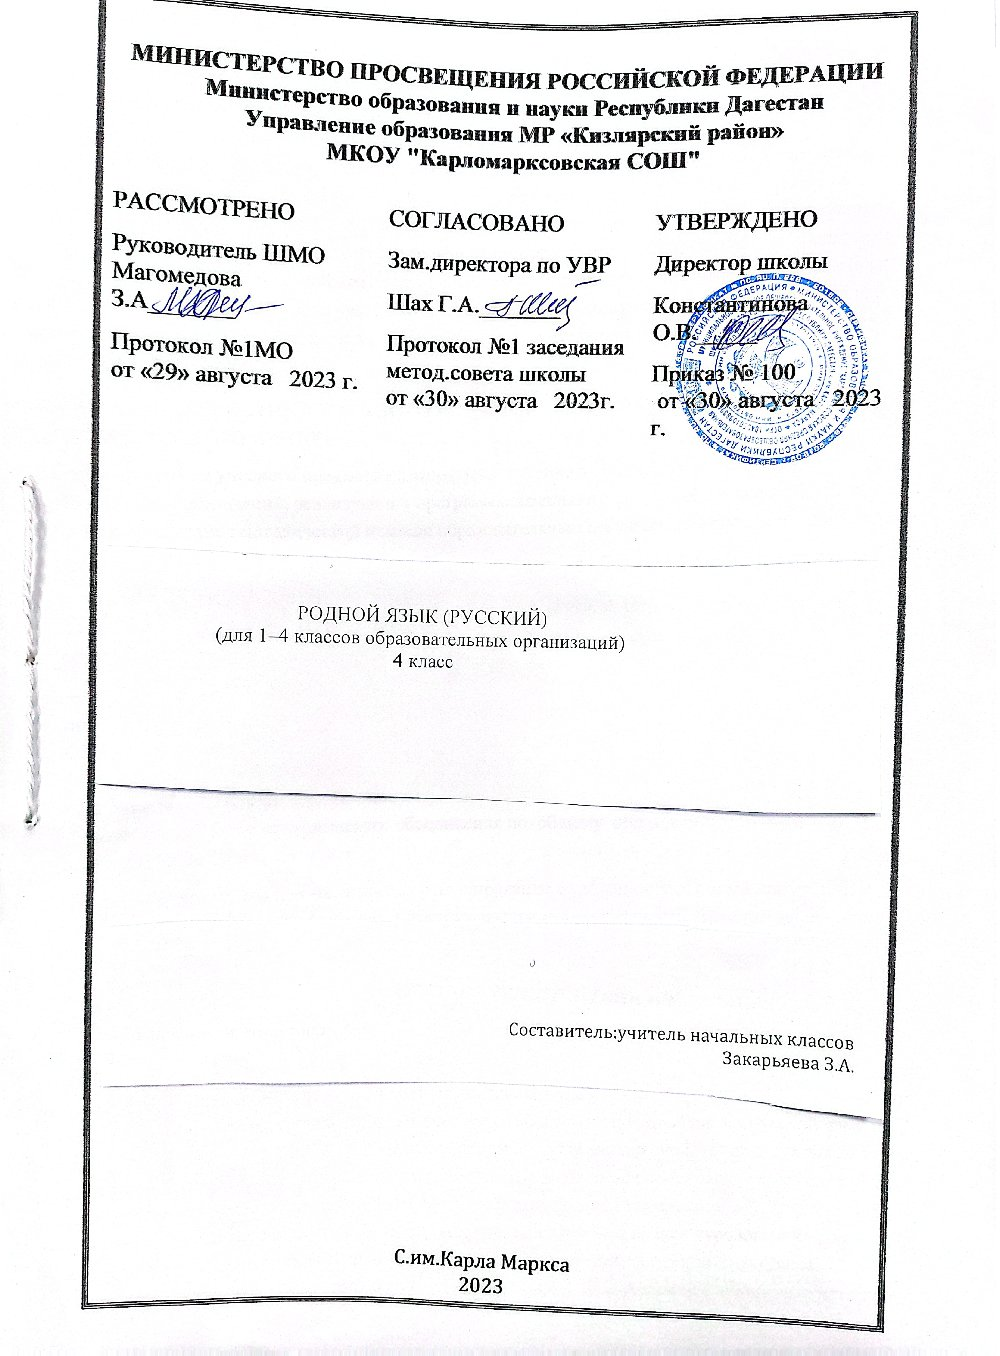 МИНИСТЕРСТВО ПРОСВЕЩЕНИЯ РОССИЙСКОЙ ФЕДЕРАЦИИ
Министерство образования и науки Республики Дагестан
Управление образования МР «Кизлярский район»
МКОУ "Карломарксовская СОШ"
РАССМОТРЕНО
Руководитель ШМО
Магомедова
З.А.
Протокол №1МО
от «29» августа 2023 г.
СОГЛАСОВАНО
Зам.директора по УВР
Шах Г.А.
Протокол №1 заседания
метод.совета школы
от «30» августа 2023г.
УТВЕРЖДЕНО
Директор школы
Константинова
О.В.
Приказ № 100
от «30» августа 2023
г.
РОДНОЙ ЯЗЫК (РУССКИЙ)
(для 1–4 классов образовательных организаций)
4 класс
Составитель:учитель начальных классов
Закарьяева З.А.
С.им.Карла Маркса
2023